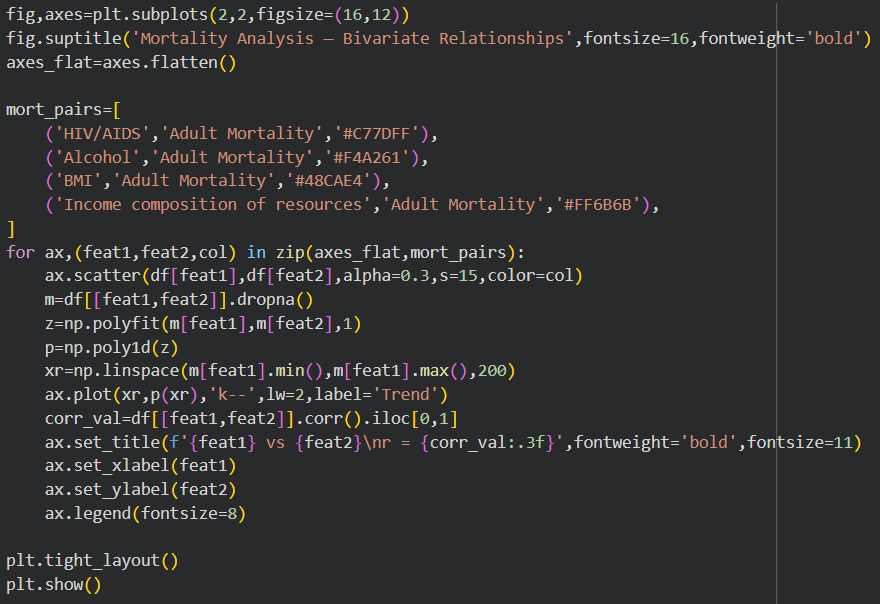 fig,axes=plt.subplots(2,2,figsize=(16,12))
fig.suptitle('Mortality Analysis — Bivariate Relationships',fontsize=16,fontweight='bold')
axes_flat=axes.flatten()

mort_pairs=[
    ('HIV/AIDS','Adult Mortality','#C77DFF'),
    ('Alcohol','Adult Mortality','#F4A261'),
    ('BMI','Adult Mortality','#48CAE4'),
    ('Income composition of resources','Adult Mortality','#FF6B6B'),
]
for ax,(feat1,feat2,col) in zip(axes_flat,mort_pairs):
    ax.scatter(df[feat1],df[feat2],alpha=0.3,s=15,color=col)
    m=df[[feat1,feat2]].dropna()
    z=np.polyfit(m[feat1],m[feat2],1)
    p=np.poly1d(z)
    xr=np.linspace(m[feat1].min(),m[feat1].max(),200)
    ax.plot(xr,p(xr),'k--',lw=2,label='Trend')
    corr_val=df[[feat1,feat2]].corr().iloc[0,1]
    ax.set_title(f'{feat1} vs {feat2}\nr = {corr_val:.3f}',fontweight='bold',fontsize=11)
    ax.set_xlabel(feat1)
    ax.set_ylabel(feat2)
    ax.legend(fontsize=8)

plt.tight_layout()
plt.show()